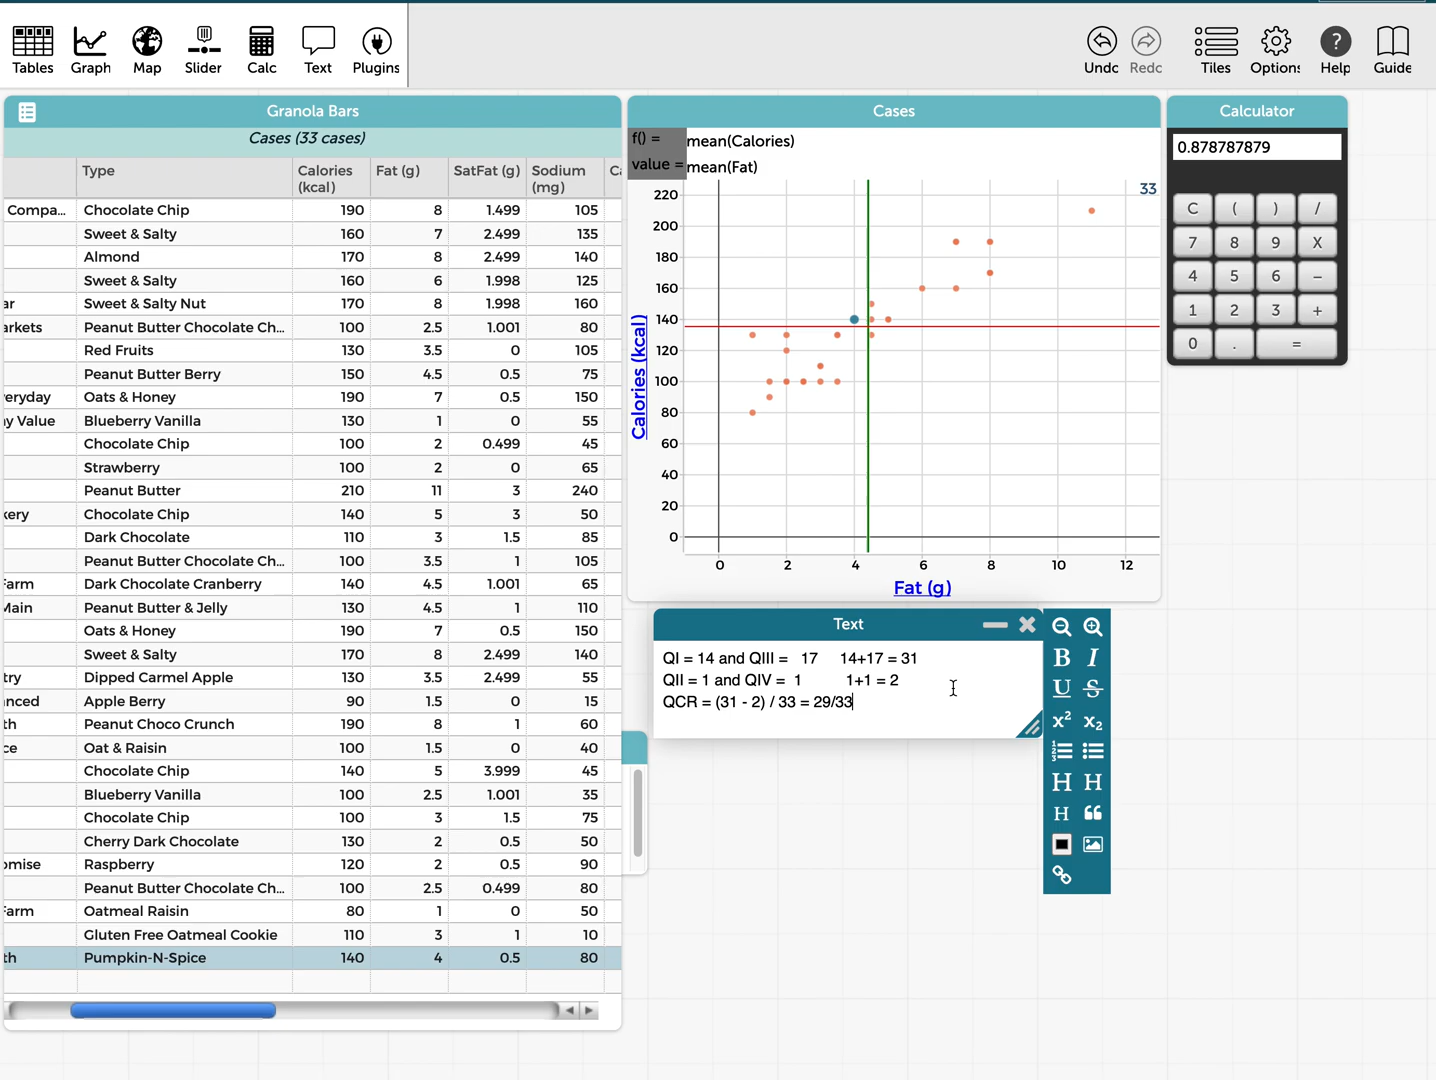 Tables Graph Map Slider Calc Text Plugins Undo Redo Tiles Options Help Guide
Granola Bars
Cases (33 cases)
Type Calories (kcal) Fat (g) SatFat (g) Sodium (mg) Ca
Compa... Chocolate Chip 190 8 1.499 105
Sweet & Salty 160 7 2.499 135
Almond 170 8 2.499 140
Sweet & Salty 160 6 1.998 125
ar Sweet & Salty Nut 170 8 1.998 160
arkets Peanut Butter Chocolate Ch... 100 2.5 1.001 80
Red Fruits 130 3.5 0 105
Peanut Butter Berry 150 4.5 0.5 75
veryday Oats & Honey 190 7 0.5 150
y Value Blueberry Vanilla 130 1 0 55
Chocolate Chip 100 2 0.499 45
Strawberry 100 2 0 65
Peanut Butter 210 11 3 240
kery Chocolate Chip 140 5 3 50
Dark Chocolate 110 3 1.5 85
Peanut Butter Chocolate Ch... 100 3.5 1 105
Farm Dark Chocolate Cranberry 140 4.5 1.001 65
Main Peanut Butter & Jelly 130 4.5 1 110
Oats & Honey 190 7 0.5 150
Sweet & Salty 170 8 2.499 140
try Dipped Carmel Apple 130 3.5 2.499 55
nced Apple Berry 90 1.5 0 15
th Peanut Choco Crunch 190 8 1 60
ce Oat & Raisin 100 1.5 0 40
Chocolate Chip 140 5 3.999 45
Blueberry Vanilla 100 2.5 1.001 35
Chocolate Chip 100 3 1.5 75
Cherry Dark Chocolate 130 2 0.5 50
omise Raspberry 120 2 0.5 90
Peanut Butter Chocolate Ch... 100 2.5 0.499 80
Farm Oatmeal Raisin 80 1 0 50
Gluten Free Oatmeal Cookie 110 3 1 10
th Pumpkin-N-Spice 140 4 0.5 80
Cases
f() = mean(Calories)
value = mean(Fat)
33
220
200
180
160
140
120
100
80
60
40
20
0
Calories (kcal)
0 2 4 6 8 10 12
Fat (g)
Calculator
0.878787879
C ( ) /
7 8 9 X
4 5 6 −
1 2 3 +
0 . =
Text
QI = 14 and QIII = 17 14+17 = 31
QII = 1 and QIV = 1 1+1 = 2
QCR = (31 - 2) / 33 = 29/33
B I
U S
x² x₂
H H
H